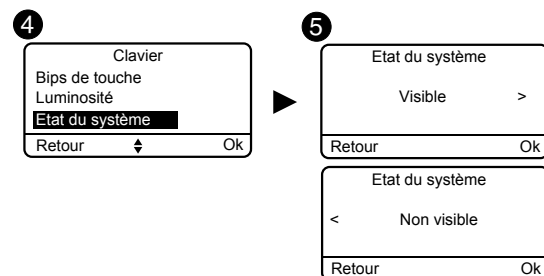 4
Clavier
Bips de touche
Luminosité
Etat du système
Retour Ok
5
Etat du système
Visible >
Retour Ok
Etat du système
< Non visible
Retour Ok